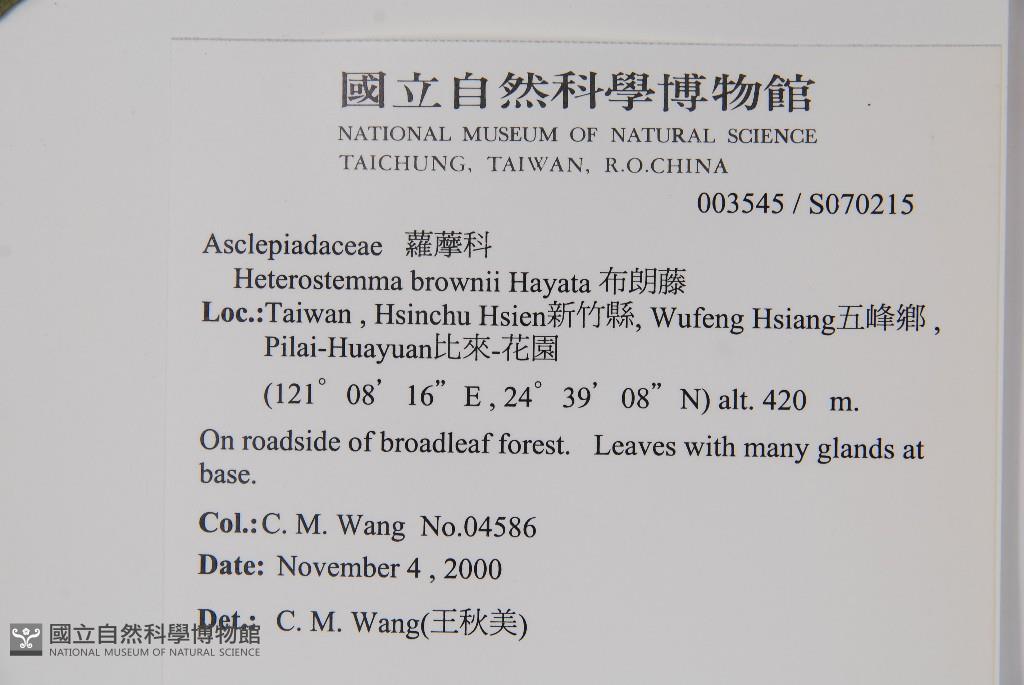 國立自然科學博物館
NATIONAL MUSEUM OF NATURAL SCIENCE
TAICHUNG, TAIWAN, R.O.CHINA
003545 / S070215
Asclepiadaceae 蘿藦科
Heterostemma brownii Hayata 布朗藤
Loc.:Taiwan , Hsinchu Hsien新竹縣, Wufeng Hsiang五峰鄉 ,
Pilai-Huayuan比來-花園
(121° 08’ 16” E , 24° 39’ 08” N) alt. 420 m.
On roadside of broadleaf forest. Leaves with many glands at
base.
Col.: C. M. Wang No.04586
Date: November 4 , 2000
Det.: C. M. Wang(王秋美)
國立自然科學博物館
NATIONAL MUSEUM OF NATURAL SCIENCE